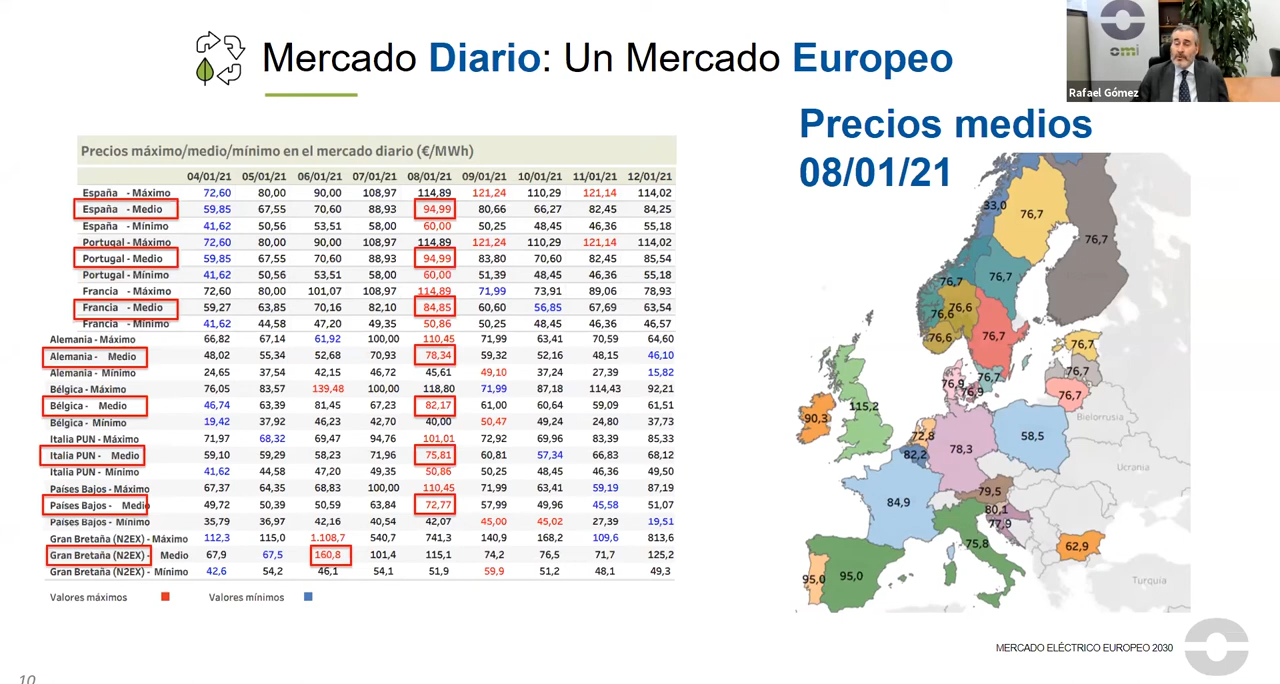 Mercado Diario: Un Mercado Europeo
omi
Rafael Gómez
Precios medios
08/01/21
Precios máximo/medio/mínimo en el mercado diario (€/MWh)
04/01/21 05/01/21 06/01/21 07/01/21 08/01/21 09/01/21 10/01/21 11/01/21 12/01/21
España - Máximo 72,60 80,00 90,00 108,97 114,89 121,24 110,29 121,14 114,02
España - Medio 59,85 67,55 70,60 88,93 94,99 80,66 66,27 82,45 84,25
España - Mínimo 41,62 50,56 53,51 58,00 60,00 50,25 48,45 46,36 55,18
Portugal - Máximo 72,60 80,00 90,00 108,97 114,89 121,24 110,29 121,14 114,02
Portugal - Medio 59,85 67,55 70,60 88,93 94,99 83,80 70,60 82,45 85,54
Portugal - Mínimo 41,62 50,56 53,51 58,00 60,00 51,39 48,45 46,36 55,18
Francia - Máximo 72,60 80,00 101,07 108,97 114,89 71,99 73,91 89,06 78,93
Francia - Medio 59,27 63,85 70,16 82,10 84,85 60,60 56,85 67,69 63,54
Francia - Mínimo 41,62 44,58 47,20 49,35 50,86 50,25 48,45 46,36 46,57
Alemania - Máximo 66,82 67,14 61,92 100,00 110,45 71,99 63,41 70,59 64,60
Alemania - Medio 48,02 55,34 52,68 70,93 78,34 59,32 52,16 48,15 46,10
Alemania - Mínimo 24,65 37,54 42,15 46,72 45,61 49,10 37,24 27,39 15,82
Bélgica - Máximo 76,05 83,57 139,48 100,00 118,80 71,99 87,18 114,43 92,21
Bélgica - Medio 46,74 63,39 81,45 67,23 82,17 61,00 60,64 59,09 61,51
Bélgica - Mínimo 19,42 37,92 46,23 42,70 40,00 50,47 49,24 24,80 37,73
Italia PUN - Máximo 71,97 68,32 69,47 94,76 101,01 72,92 69,96 83,39 85,33
Italia PUN - Medio 59,10 59,29 58,23 71,96 75,81 60,81 57,34 66,83 68,12
Italia PUN - Mínimo 41,62 44,58 47,20 49,35 50,86 50,25 48,45 46,36 49,50
Países Bajos - Máximo 67,37 64,35 68,83 100,00 110,45 71,99 63,41 59,19 87,19
Países Bajos - Medio 49,72 50,39 50,59 63,84 72,77 57,99 49,96 45,58 51,07
Países Bajos - Mínimo 35,79 36,97 42,16 40,54 42,07 45,00 45,02 27,39 19,51
Gran Bretaña (N2EX) - Máximo 112,3 115,0 1.108,7 540,7 741,3 140,9 168,2 109,6 813,6
Gran Bretaña (N2EX) - Medio 67,9 67,5 160,8 101,4 115,1 74,2 76,5 71,7 125,2
Gran Bretaña (N2EX) - Mínimo 42,6 54,2 46,1 54,1 51,9 59,9 51,2 48,1 49,3
Valores máximos Valores mínimos
33,0
76,7
76,7
76,7
76,7
76,6
76,6
76,6
76,7
76,7
76,7
76,7
76,9
76,9
76,7
90,3
115,2
72,8
82,2
78,3
58,5
Bielorrusia
Ucrania
84,9
79,5
80,1
77,9
75,8
62,9
Turquia
95,0
95,0
MERCADO ELÉCTRICO EUROPEO 2030
10